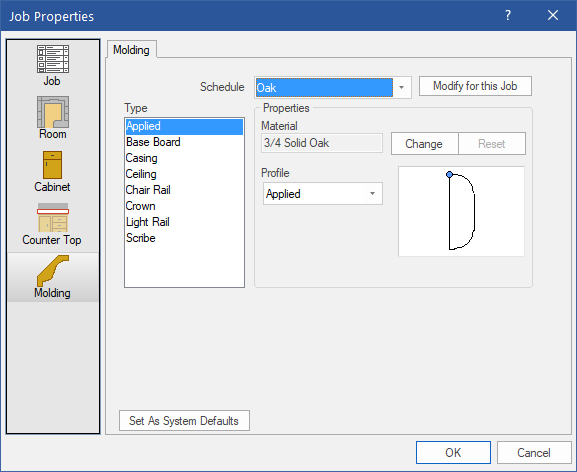 Job Properties
?
Job
Room
Cabinet
Counter Top
Molding
Molding
Schedule Oak Modify for this Job
Type
Applied
Base Board
Casing
Ceiling
Chair Rail
Crown
Light Rail
Scribe
Properties
Material
3/4 Solid Oak Change Reset
Profile
Applied
Set As System Defaults
OK Cancel